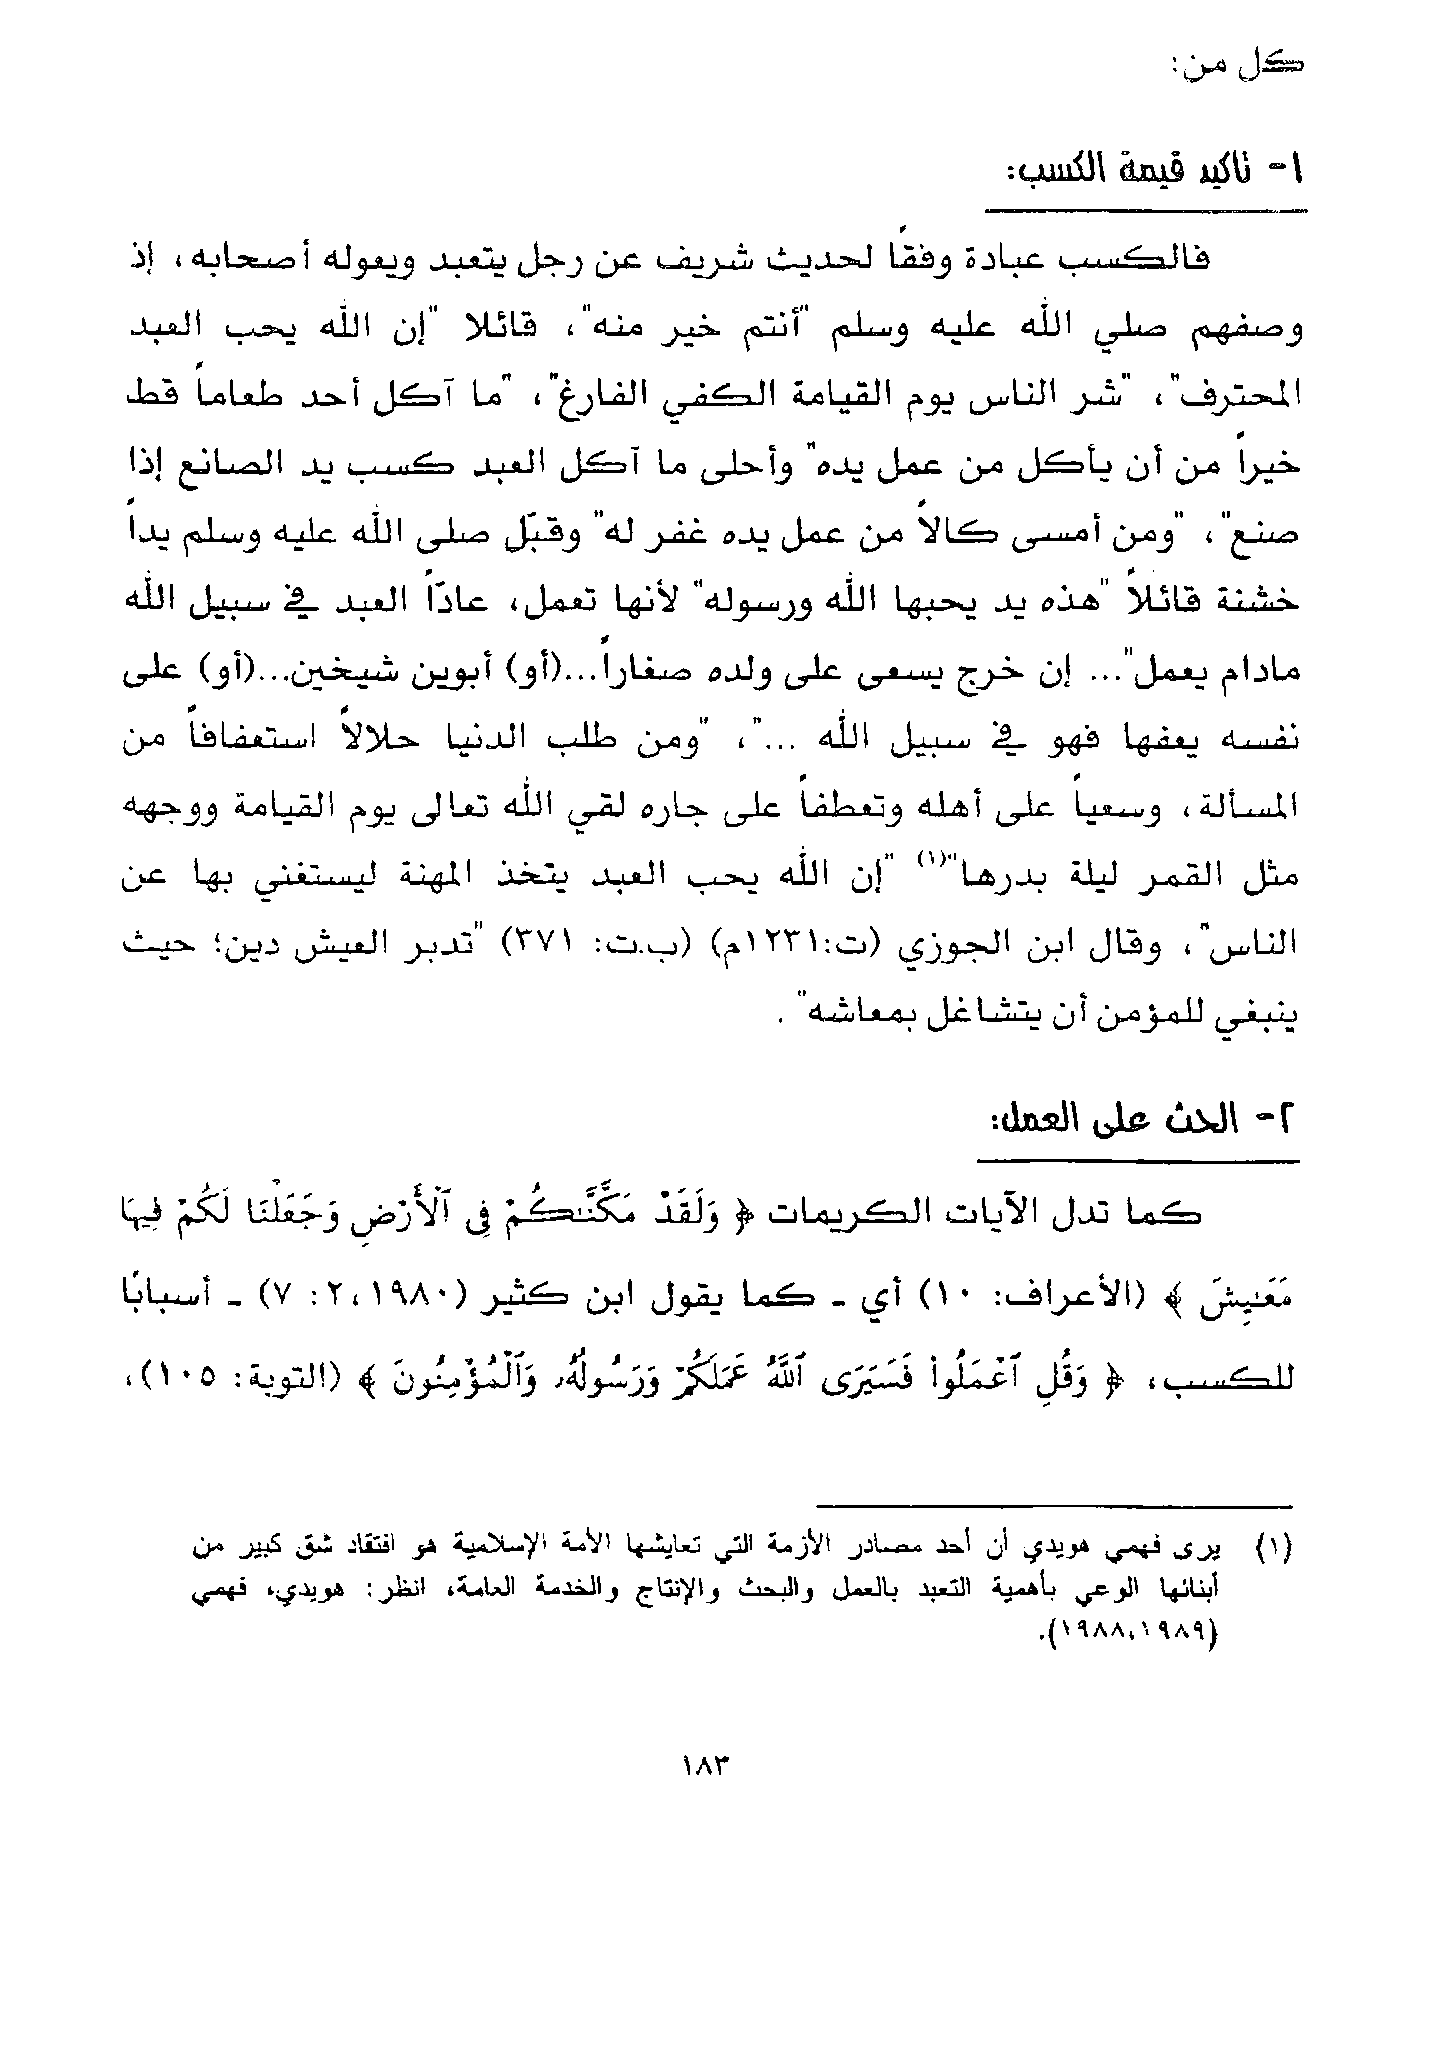 كل من:
١- تاكيد قيمة الكسب:
فالكسب عبادة وفقاً لحديث شريف عن رجل يتعبد ويعوله أصحابه، إذ
وصفهم صلي الله عليه وسلم "أنتم خير منه"، قائلا "إن الله يحب العبد
المحترف"، "شر الناس يوم القيامة الكفي الفارغ"، "ما آكل أحد طعاماً قط
خيراً من أن يأكل من عمل يده" وأحلى ما آكل العبد كسب يد الصانع إذا
صنع"، "ومن أمسى كالاً من عمل يده غفر له" وقبّل صلى الله عليه وسلم يداً
خشنة قائلاً "هذه يد يحبها الله ورسوله" لأنها تعمل، عادّاً العبد في سبيل الله
مادام يعمل"... إن خرج يسعى على ولده صغاراً...(أو) أبوين شيخين...(أو) على
نفسه يعفها فهو في سبيل الله ..."، "ومن طلب الدنيا حلالاً استعفافاً من
المسألة، وسعياً على أهله وتعطفاً على جاره لقي الله تعالى يوم القيامة ووجهه
مثل القمر ليلة بدرها"(١) "إن الله يحب العبد يتخذ المهنة ليستغني بها عن
الناس"، وقال ابن الجوزي (ت:١٢٣١م) (ب.ت: ٣٧١) "تدبر العيش دين؛ حيث
ينبغي للمؤمن أن يتشاغل بمعاشه" .
٢- الحث على العمل:
كما تدل الآيات الكريمات ﴿ وَلَقَدْ مَكَّنَّـٰكُمْ فِى ٱلْأَرْضِ وَجَعَلْنَا لَكُمْ فِيهَا
مَعَـٰيِشَ ﴾ (الأعراف: ١٠) أي - كما يقول ابن كثير (١٩٨٠،٢: ٧) - أسبابًا
للكسب، ﴿ وَقُلِ ٱعْمَلُوا۟ فَسَيَرَى ٱللَّهُ عَمَلَكُمْ وَرَسُولُهُۥ وَٱلْمُؤْمِنُونَ ﴾ (التوبة: ١٠٥)،
(١) يرى فهمي هويدي أن أحد مصادر الأزمة التي تعايشها الأمة الإسلامية هو افتقاد شق كبير من
أبنائها الوعي بأهمية التعبد بالعمل والبحث والإنتاج والخدمة العامة، انظر: هويدي، فهمي
(١٩٨٨،١٩٨٩).
١٨٣